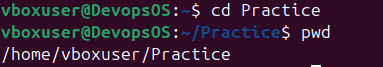 vboxuser@DevopsOS:~$ cd Practice
vboxuser@DevopsOS:~/Practice$ pwd
/home/vboxuser/Practice